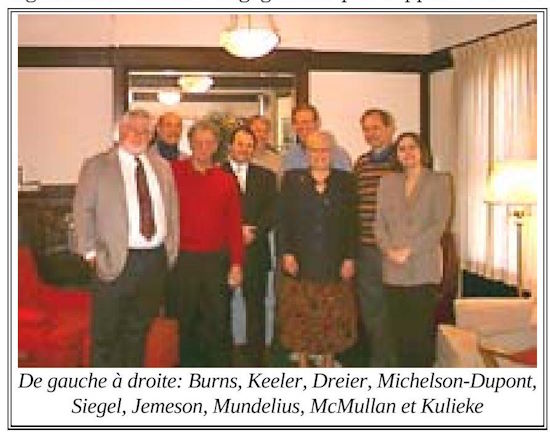 De gauche à droite: Burns, Keeler, Dreier, Michelson-Dupont,
Siegel, Jemeson, Mundelius, McMullan et Kulieke